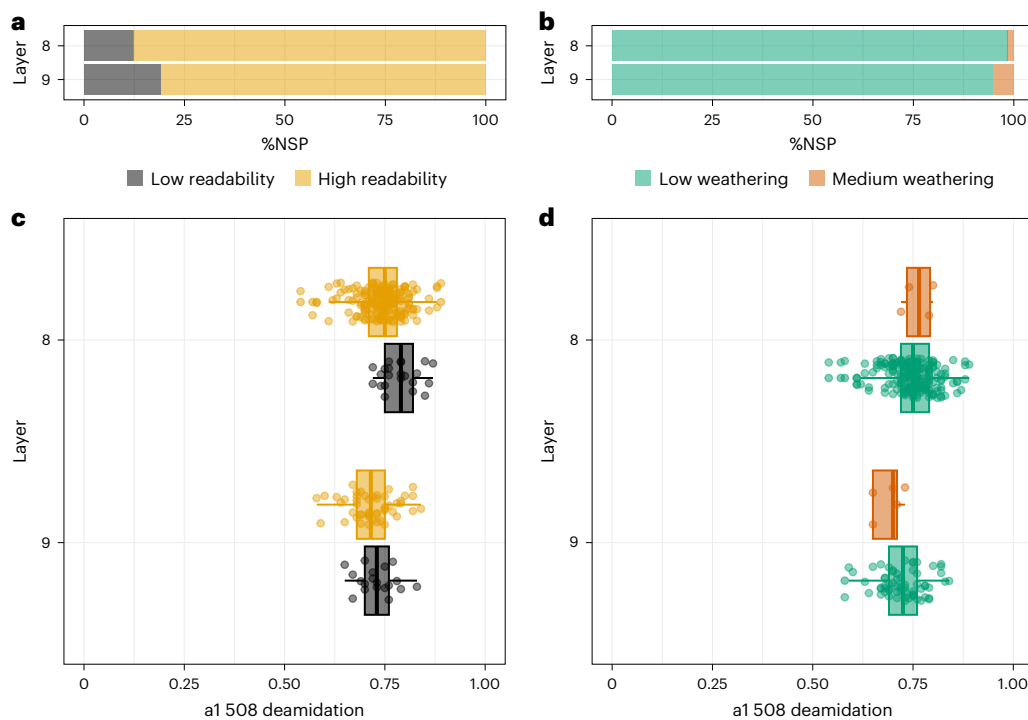 a
Layer
8
9
0 25 50 75 100
%NSP
Low readability High readability
b
Layer
8
9
0 25 50 75 100
%NSP
Low weathering Medium weathering
c
Layer
8
9
0 0.25 0.50 0.75 1.00
a1 508 deamidation
d
Layer
8
9
0 0.25 0.50 0.75 1.00
a1 508 deamidation